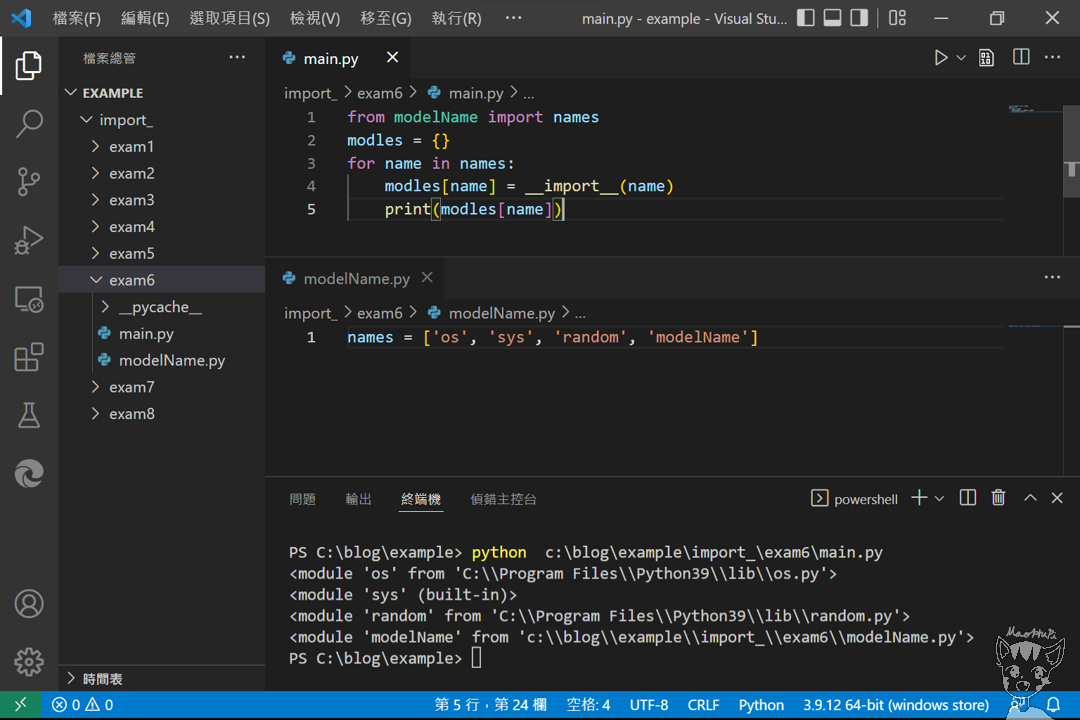 檔案(F) 編輯(E) 選取項目(S) 檢視(V) 移至(G) 執行(R) ··· main.py - example - Visual Stu...
檔案總管 ···
EXAMPLE
import_
exam1
exam2
exam3
exam4
exam5
exam6
__pycache__
main.py
modelName.py
exam7
exam8
時間表
main.py
import_ > exam6 > main.py > ...
1 from modelName import names
2 modles = {}
3 for name in names:
4 modles[name] = __import__(name)
5 print(modles[name])
modelName.py
import_ > exam6 > modelName.py > ...
1 names = ['os', 'sys', 'random', 'modelName']
問題 輸出 終端機 偵錯主控台 powershell
PS C:\blog\example> python c:\blog\example\import_\exam6\main.py
<module 'os' from 'C:\\Program Files\\Python39\\lib\\os.py'>
<module 'sys' (built-in)>
<module 'random' from 'C:\\Program Files\\Python39\\lib\\random.py'>
<module 'modelName' from 'c:\\blog\\example\\import_\\exam6\\modelName.py'>
PS C:\blog\example>
0 0 第 5 行，第 24 欄 空格: 4 UTF-8 CRLF Python 3.9.12 64-bit (windows store)